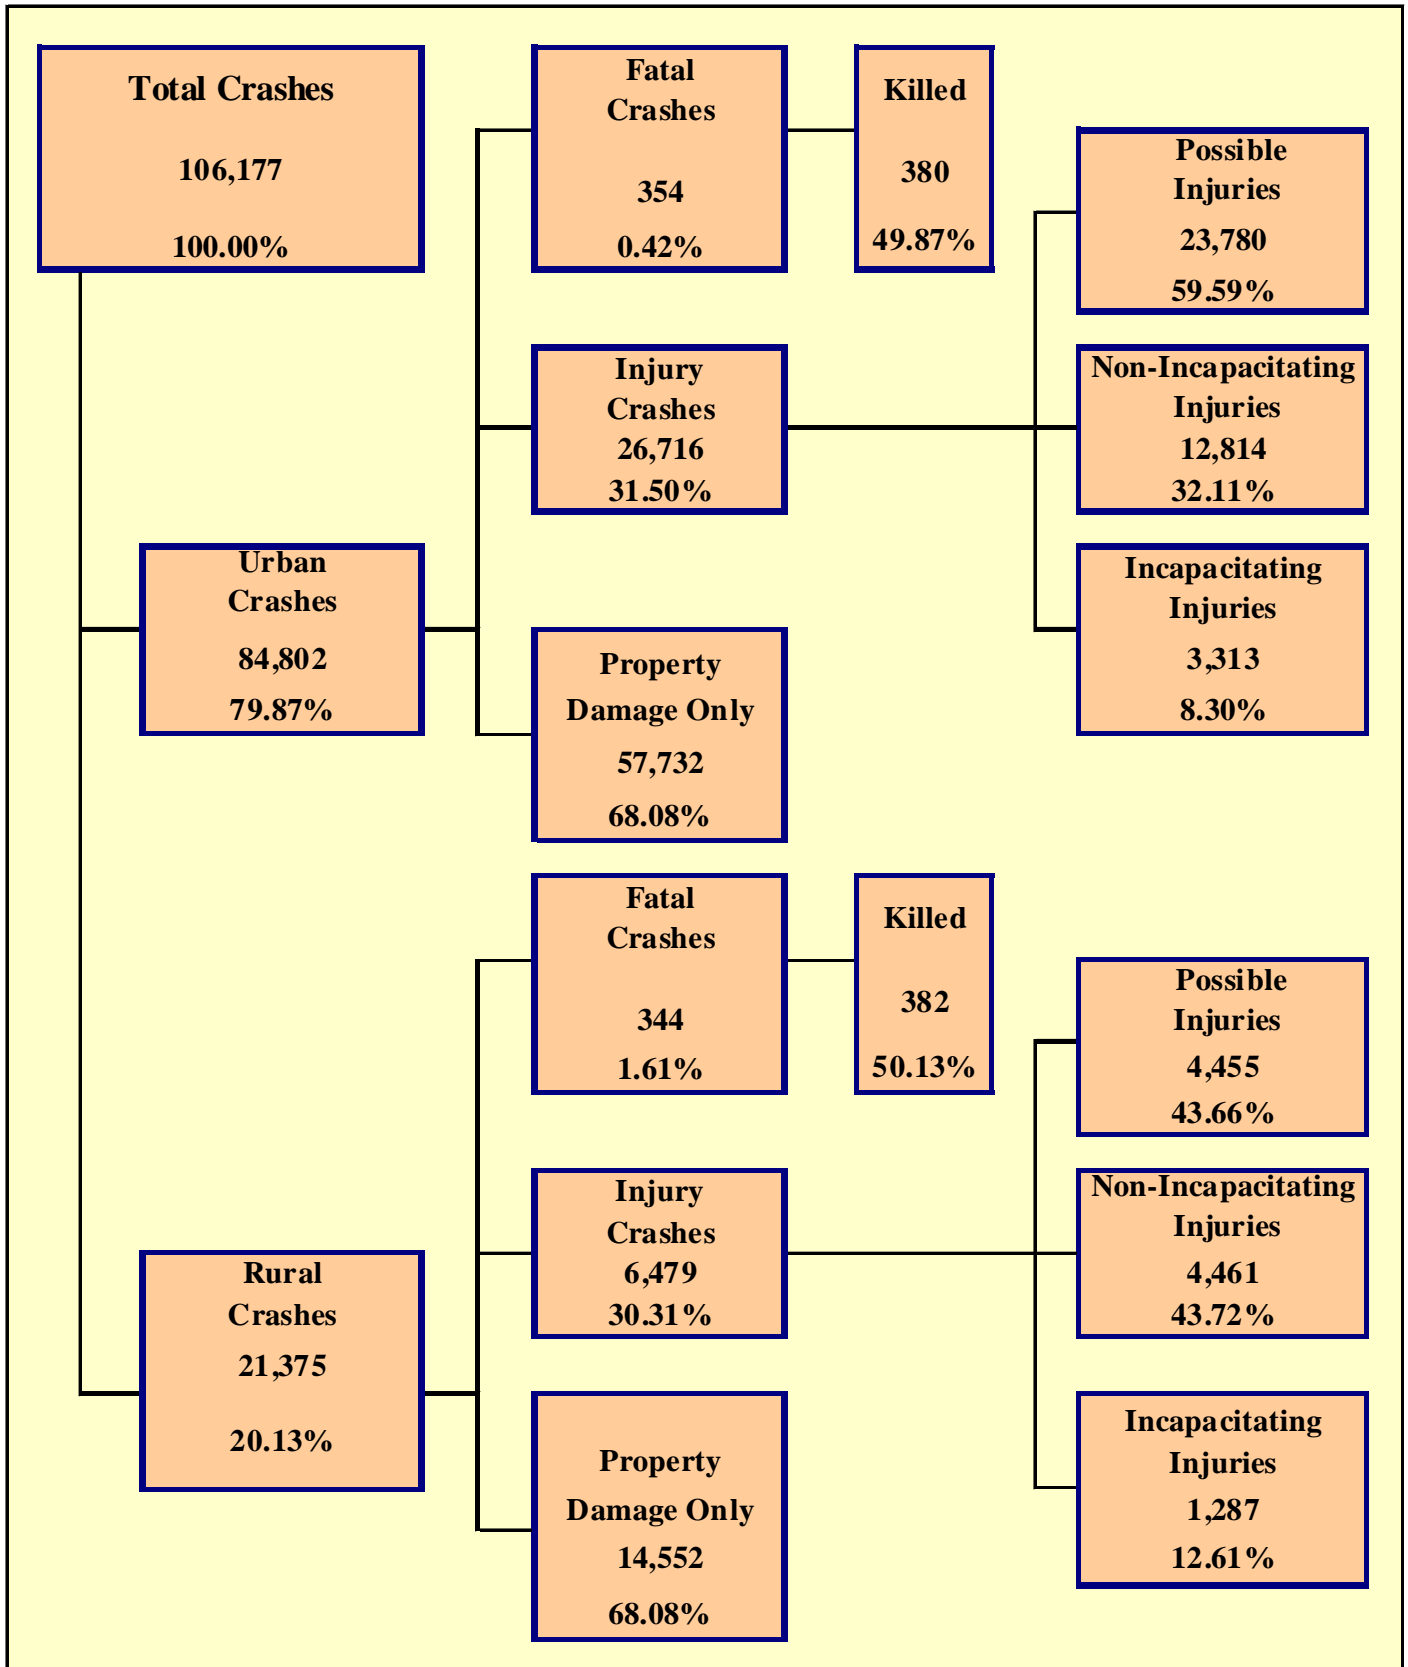 Total Crashes
106,177
100.00%
Fatal
Crashes
354
0.42%
Killed
380
49.87%
Possible
Injuries
23,780
59.59%
Injury
Crashes
26,716
31.50%
Non-Incapacitating
Injuries
12,814
32.11%
Urban
Crashes
84,802
79.87%
Incapacitating
Injuries
3,313
8.30%
Property
Damage Only
57,732
68.08%
Fatal
Crashes
344
1.61%
Killed
382
50.13%
Possible
Injuries
4,455
43.66%
Injury
Crashes
6,479
30.31%
Non-Incapacitating
Injuries
4,461
43.72%
Rural
Crashes
21,375
20.13%
Property
Damage Only
14,552
68.08%
Incapacitating
Injuries
1,287
12.61%